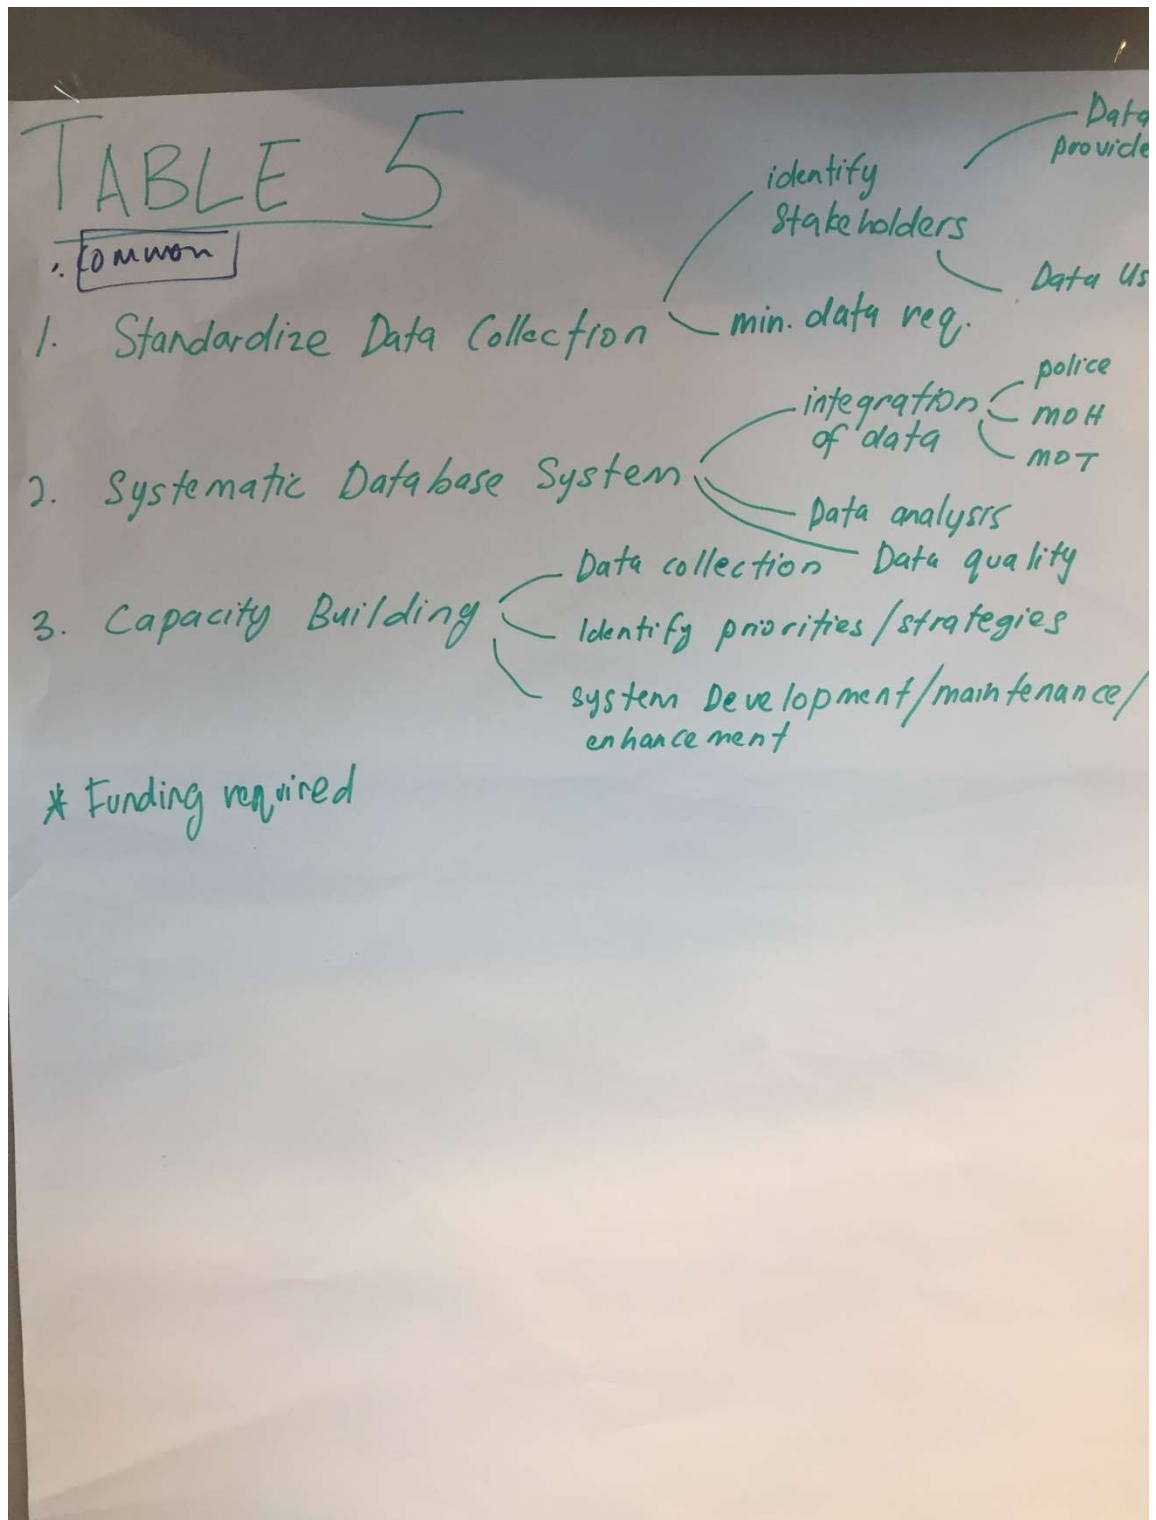 TABLE 5
∴ Common
Data
provide
identify
Stakeholders
Data Us
1. Standardize Data Collection
min. data req.
police
integration
MOH
of data
MOT
2. Systematic Database System
Data analysis
Data quality
Data collection
3. Capacity Building
Identify priorities/strategies
system Development/maintenance/
enhancement
* Funding required